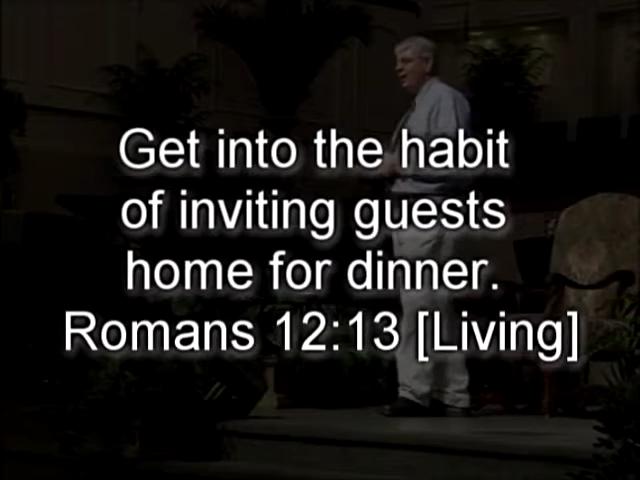 Get into the habit
of inviting guests
home for dinner.
Romans 12:13 [Living]